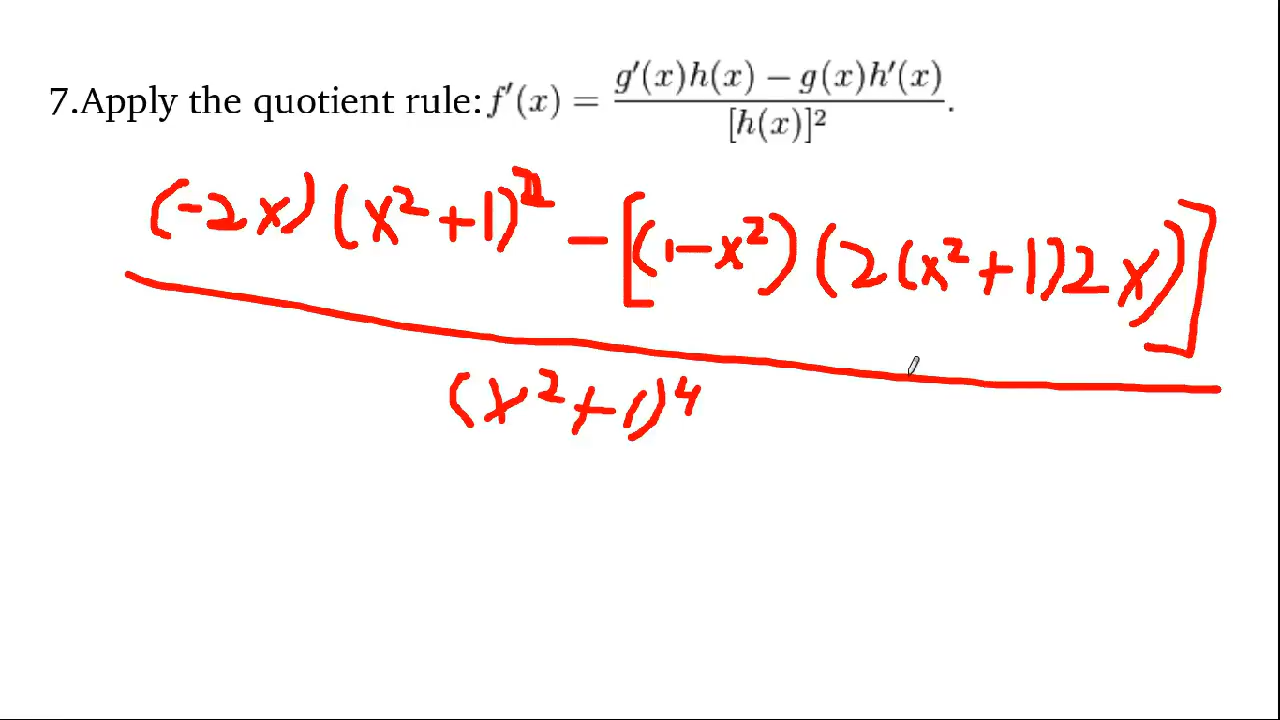 7.Apply the quotient rule: f′(x) = g′(x)h(x) − g(x)h′(x) / [h(x)]².
(-2x)(x²+1)² - [(1-x²)(2(x²+1)2x)]
(x²+1)⁴